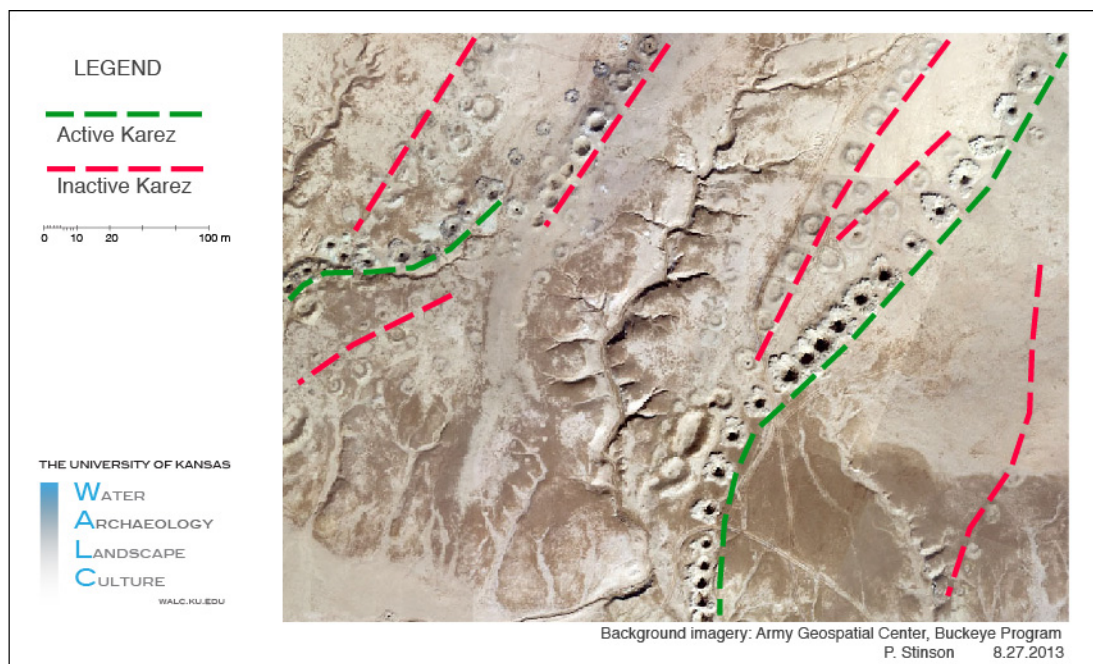 LEGEND
Active Karez
Inactive Karez
0 10 20 100 m
THE UNIVERSITY OF KANSAS
WATER
ARCHAEOLOGY
LANDSCAPE
CULTURE
WALC.KU.EDU
Background imagery: Army Geospatial Center, Buckeye Program
P. Stinson 8.27.2013